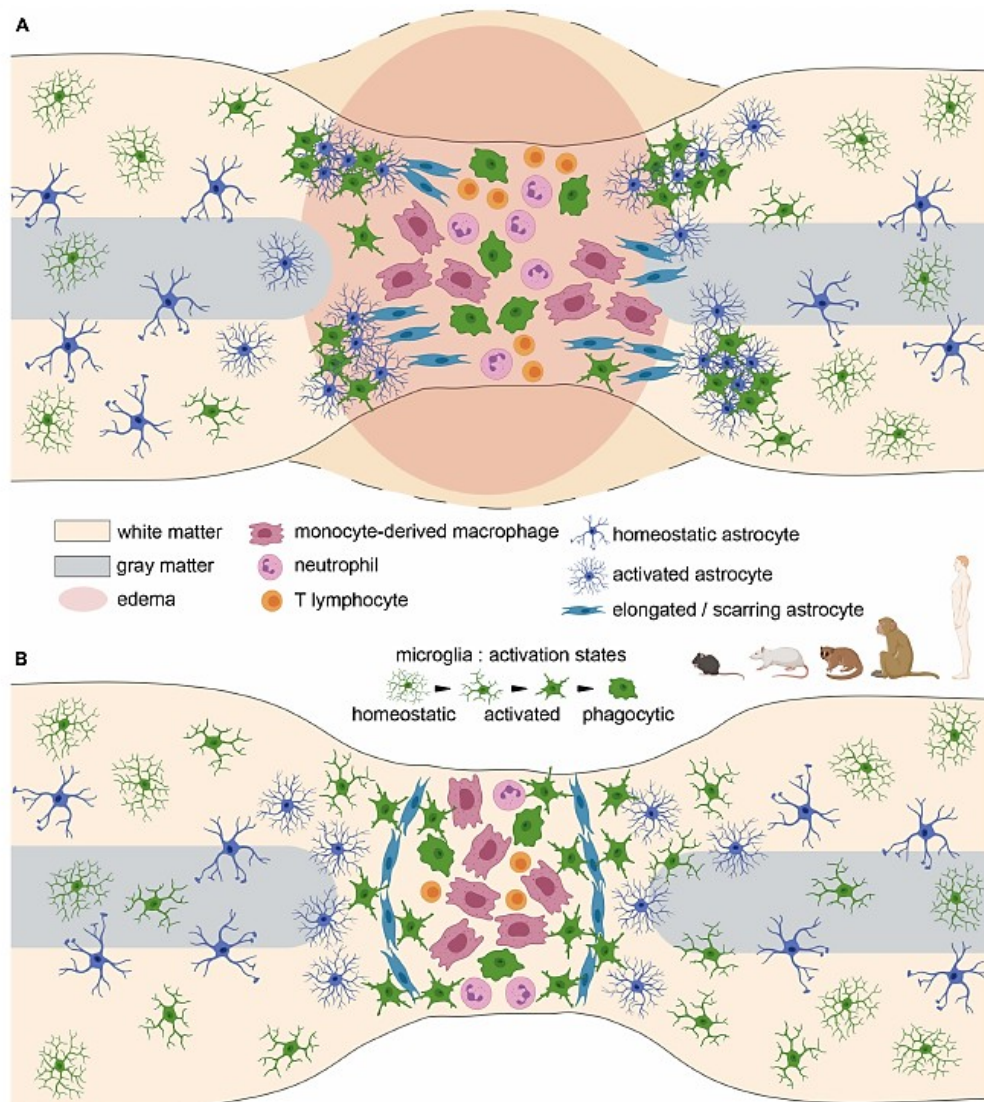 A
white matter
gray matter
edema
monocyte-derived macrophage
neutrophil
T lymphocyte
homeostatic astrocyte
activated astrocyte
elongated / scarring astrocyte
B
microglia : activation states
homeostatic activated phagocytic